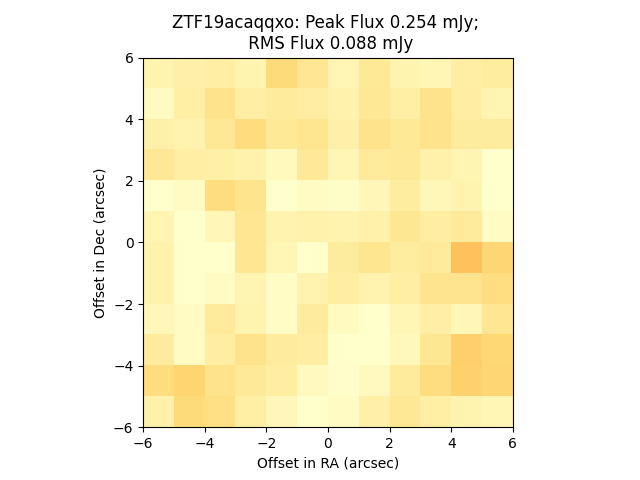 ZTF19acaqqxo: Peak Flux 0.254 mJy;
RMS Flux 0.088 mJy
6
4
2
0
−2
−4
−6
Offset in Dec (arcsec)
−6 −4 −2 0 2 4 6
Offset in RA (arcsec)